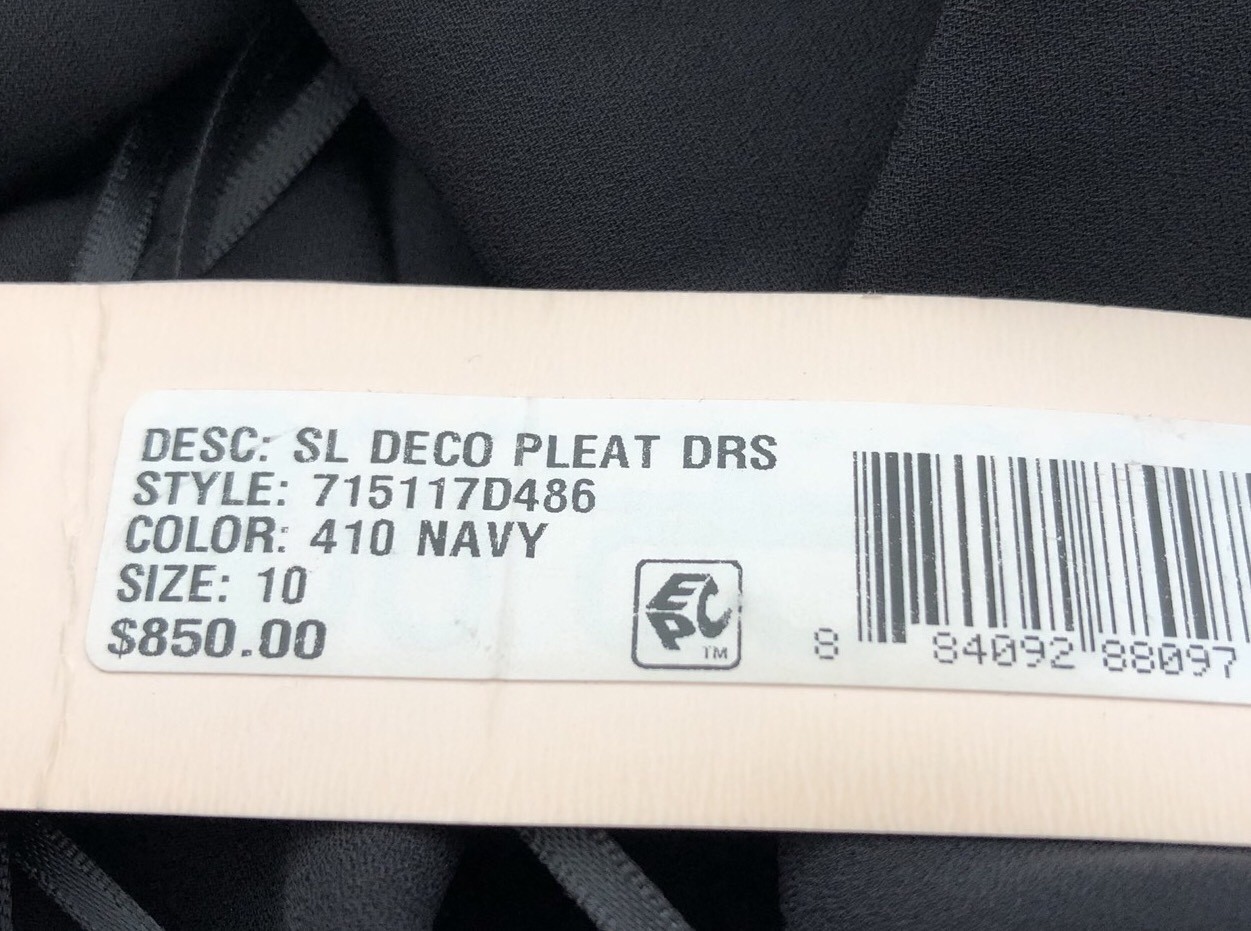 DESC: SL DECO PLEAT DRS
STYLE: 715117D486
COLOR: 410 NAVY
SIZE: 10
$850.00
EPC TM
8 84092 88097